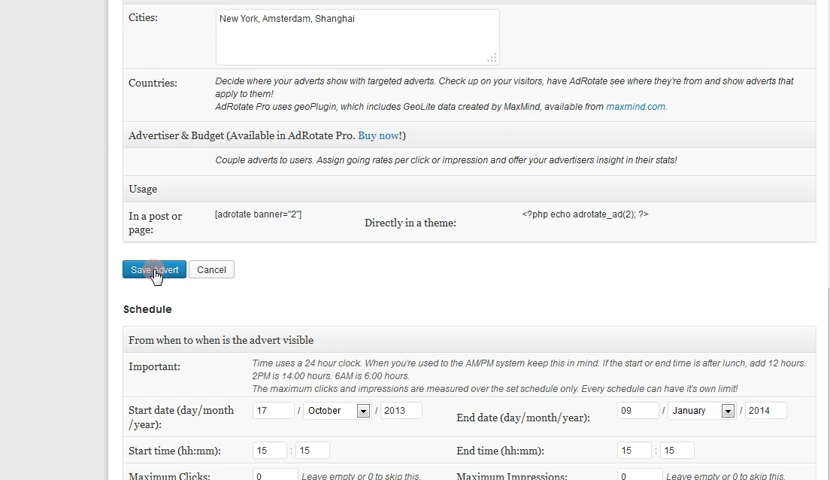 Cities:
New York, Amsterdam, Shanghai
Countries:
Decide where your adverts show with targeted adverts. Check up on your visitors, have AdRotate see where they're from and show adverts that
apply to them!
AdRotate Pro uses geoPlugin, which includes GeoLite data created by MaxMind, available from maxmind.com.
Advertiser & Budget (Available in AdRotate Pro. Buy now!)
Couple adverts to users. Assign going rates per click or impression and offer your advertisers insight in their stats!
Usage
In a post or
page:
[adrotate banner="2"]
Directly in a theme:
<?php echo adrotate_ad(2); ?>
Save Advert
Cancel
Schedule
From when to when is the advert visible
Important:
Time uses a 24 hour clock. When you're used to the AM/PM system keep this in mind: If the start or end time is after lunch, add 12 hours.
2PM is 14:00 hours. 6AM is 6:00 hours.
The maximum clicks and impressions are measured over the set schedule only. Every schedule can have it's own limit!
Start date (day/month
/year):
17 / October / 2013
End date (day/month/year):
09 / January / 2014
Start time (hh:mm):
15 : 15
End time (hh:mm):
15 : 15
Maximum Clicks:
0
Leave empty or 0 to skip this.
Maximum Impressions:
0
Leave empty or 0 to skip this.